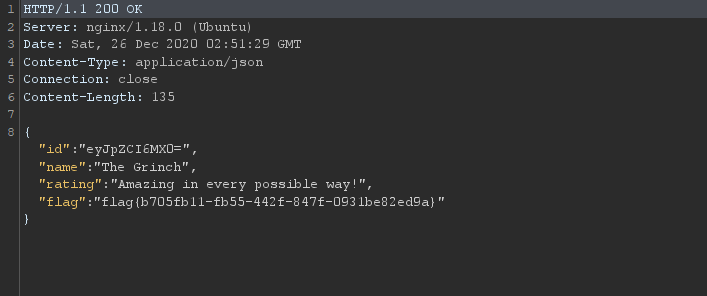 1 HTTP/1.1 200 OK
2 Server: nginx/1.18.0 (Ubuntu)
3 Date: Sat, 26 Dec 2020 02:51:29 GMT
4 Content-Type: application/json
5 Connection: close
6 Content-Length: 135
7
8 {
"id":"eyJpZCI6MX0=",
"name":"The Grinch",
"rating":"Amazing in every possible way!",
"flag":"flag{b705fb11-fb55-442f-847f-0931be82ed9a}"
}